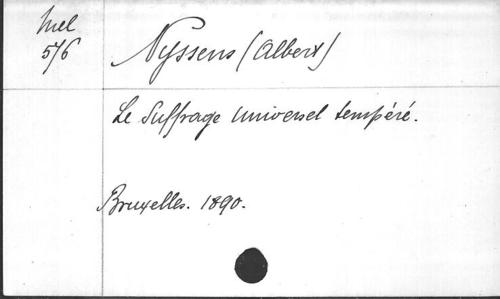 Mel
576
Nyssens (Albert)
Le Suffrage Universel tempéré.
Bruxelles. 1890.